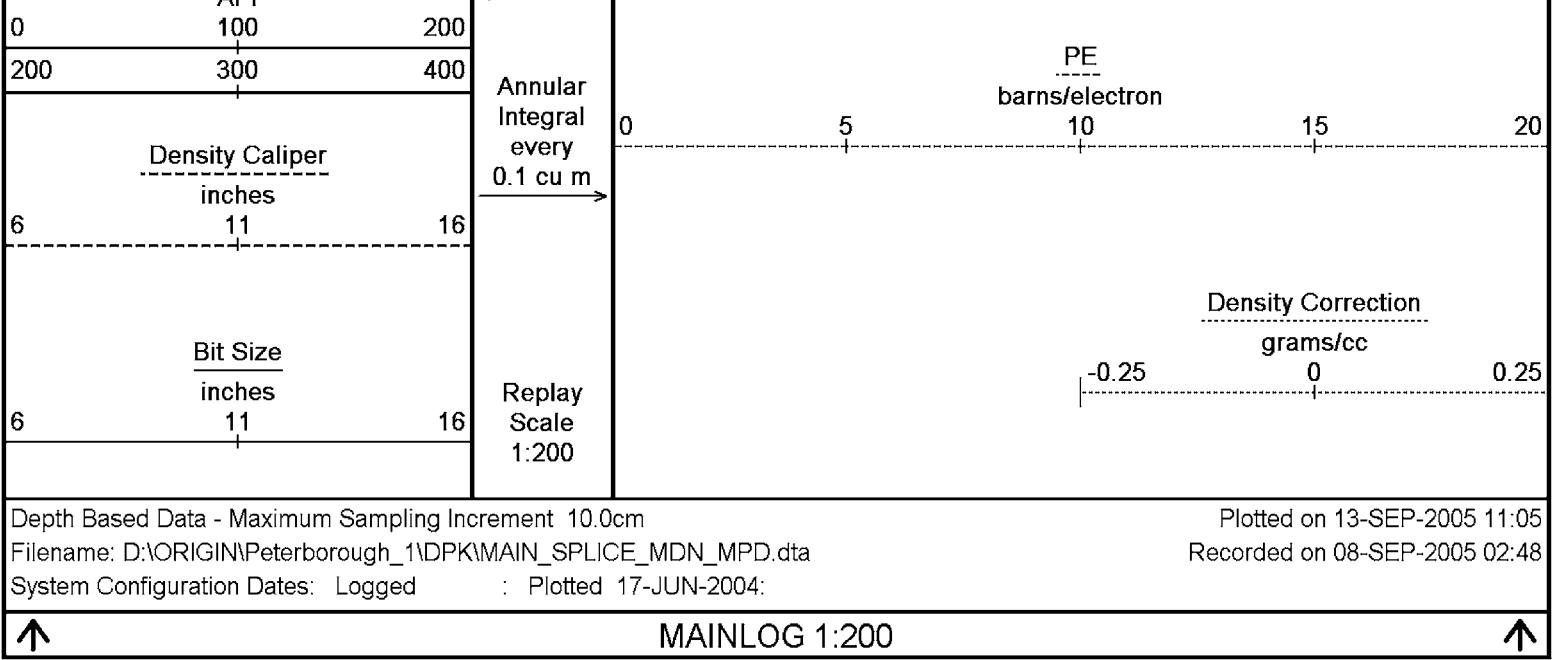 0 100 200
200 300 400
Density Caliper
inches
6 11 16
Bit Size
inches
6 11 16
Annular
Integral
every
0.1 cu m
Replay
Scale
1:200
PE
barns/electron
0 5 10 15 20
Density Correction
grams/cc
-0.25 0 0.25
Depth Based Data - Maximum Sampling Increment 10.0cm
Plotted on 13-SEP-2005 11:05
Filename: D:\ORIGIN\Peterborough_1\DPK\MAIN_SPLICE_MDN_MPD.dta
Recorded on 08-SEP-2005 02:48
System Configuration Dates: Logged : Plotted 17-JUN-2004:
MAINLOG 1:200